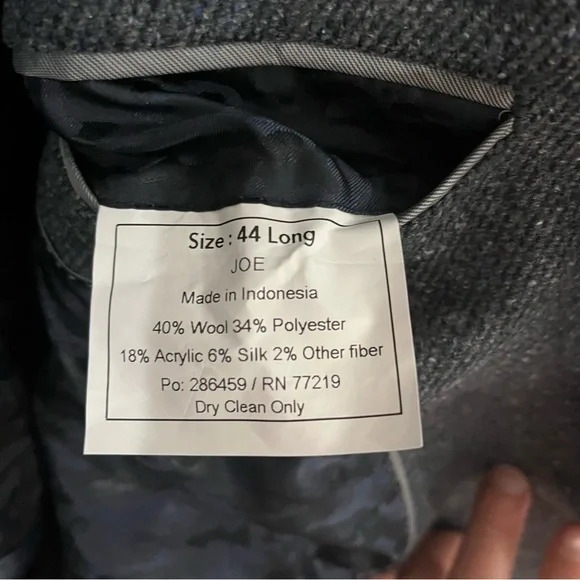 Size: 44 Long
JOE
Made in Indonesia
40% Wool 34% Polyester
18% Acrylic 6% Silk 2% Other fiber
Po: 286459 / RN 77219
Dry Clean Only